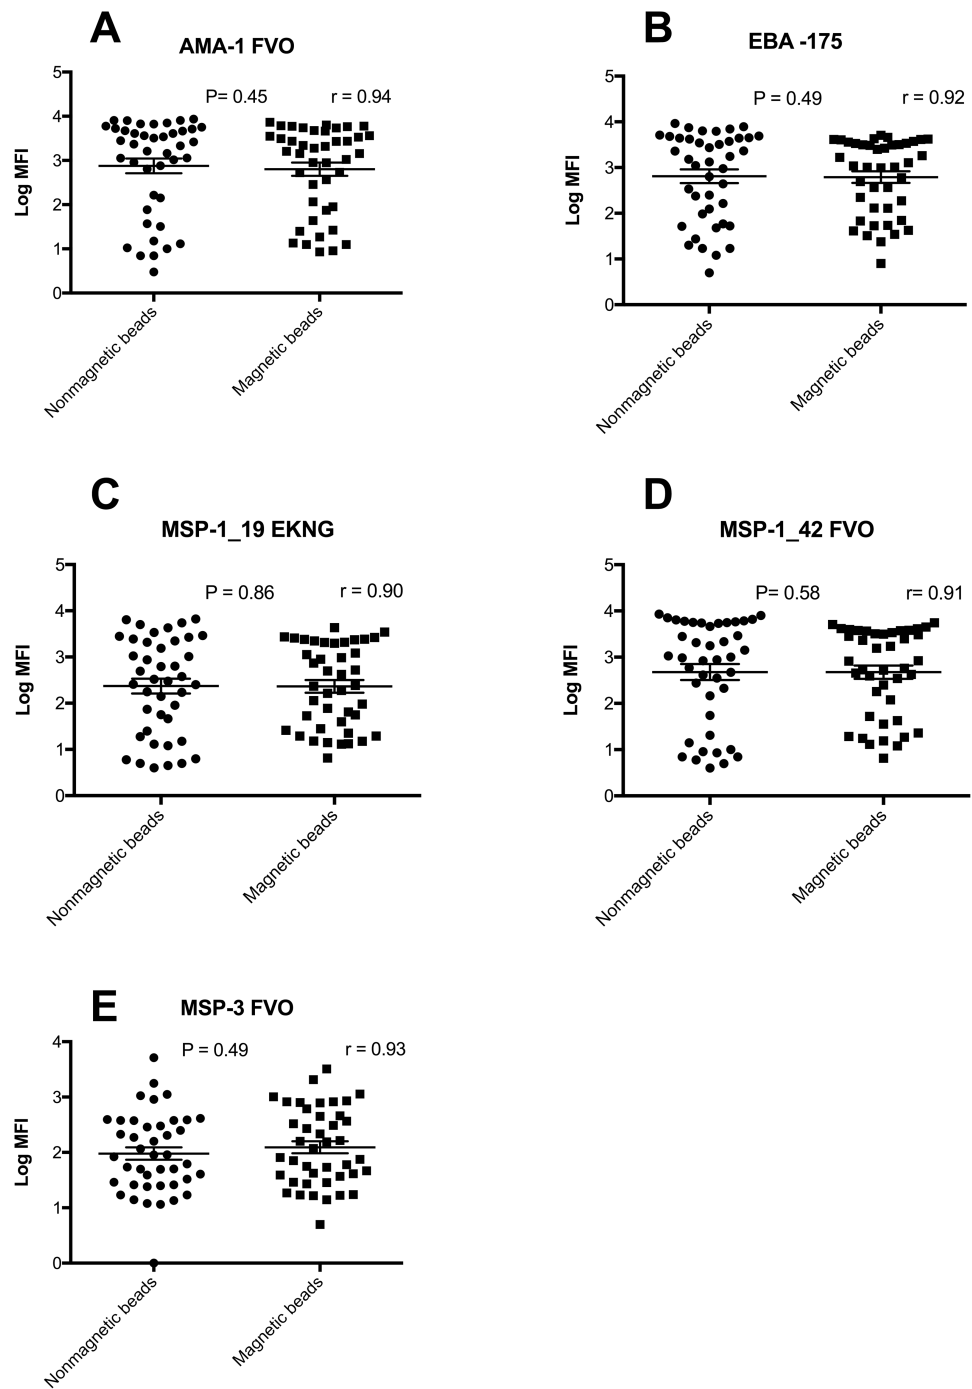 A
AMA-1 FVO
P= 0.45
r = 0.94
Log MFI
5
4
3
2
1
0
Nonmagnetic beads
Magnetic beads
B
EBA -175
P = 0.49
r = 0.92
Log MFI
5
4
3
2
1
0
Nonmagnetic beads
Magnetic beads
C
MSP-1_19 EKNG
P = 0.86
r = 0.90
Log MFI
5
4
3
2
1
0
Nonmagnetic beads
Magnetic beads
D
MSP-1_42 FVO
P= 0.58
r= 0.91
Log MFI
5
4
3
2
1
0
Nonmagnetic beads
Magnetic beads
E
MSP-3 FVO
P = 0.49
r = 0.93
Log MFI
4
3
2
1
0
Nonmagnetic beads
Magnetic beads